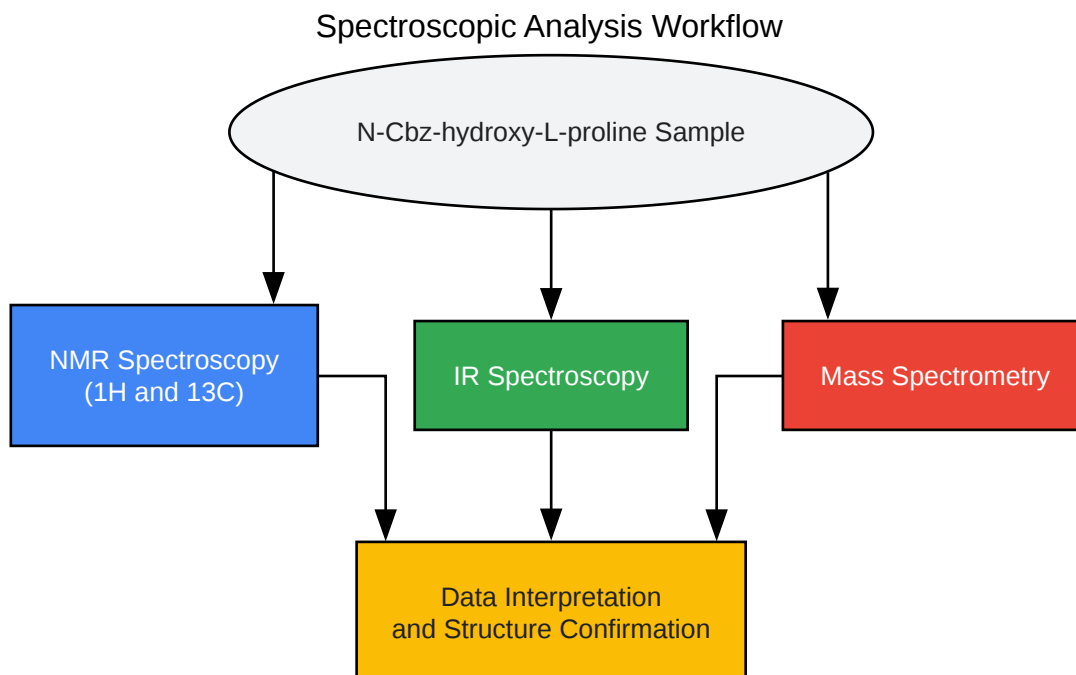 Spectroscopic Analysis Workflow
N-Cbz-hydroxy-L-proline Sample
NMR Spectroscopy
(1H and 13C)
IR Spectroscopy
Mass Spectrometry
Data Interpretation
and Structure Confirmation